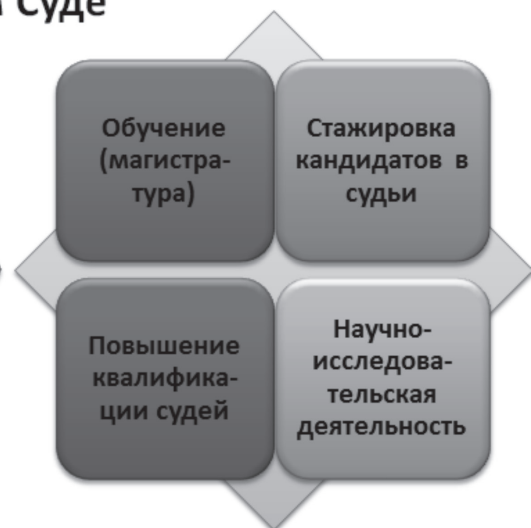 Суде
Обучение
(магистра-
тура)
Стажировка
кандидатов в
судьи
Повышение
квалифика-
ции судей
Научно-
исследова-
тельская
деятельность